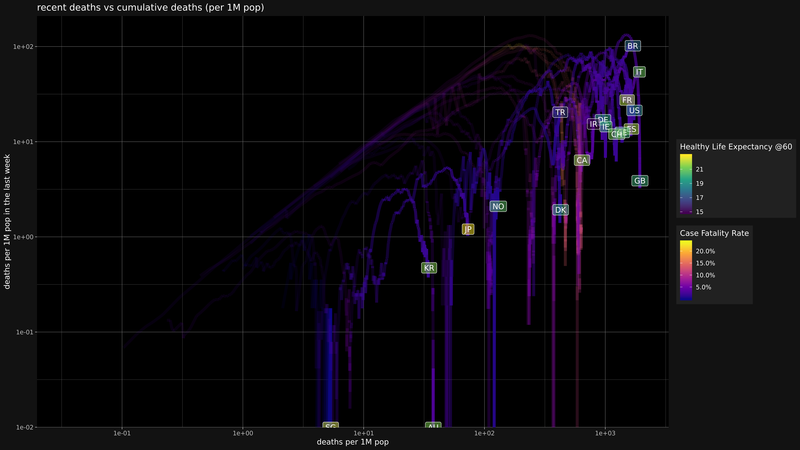 recent deaths vs cumulative deaths (per 1M pop)
1e+02
1e+01
1e+00
1e-01
1e-02
deaths per 1M pop in the last week
BR
IT
FR
US
TR
IR
DE
IE
CH
ES
CA
GB
NO
DK
JP
KR
SG
AU
1e-01
1e+00
1e+01
1e+02
1e+03
deaths per 1M pop
Healthy Life Expectancy @60
21
19
17
15
Case Fatality Rate
20.0%
15.0%
10.0%
5.0%